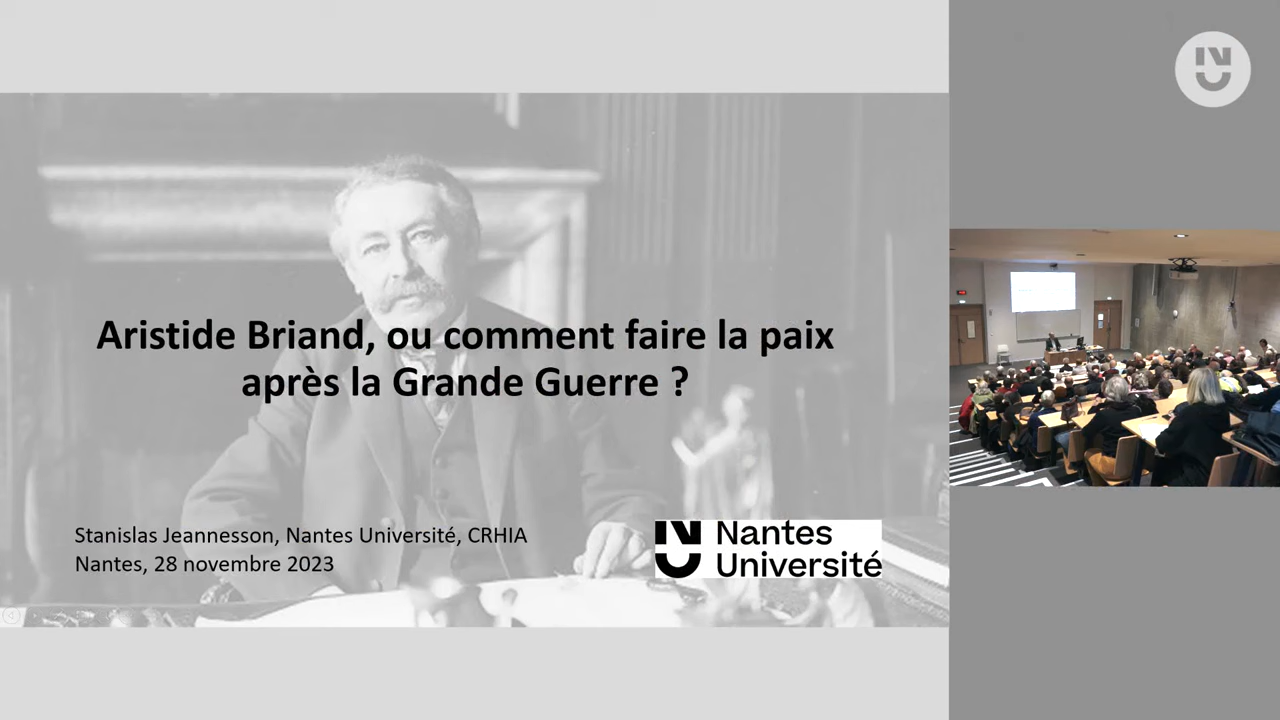 Aristide Briand, ou comment faire la paix
après la Grande Guerre ?
Stanislas Jeannesson, Nantes Université, CRHIA
Nantes, 28 novembre 2023
Nantes
Université